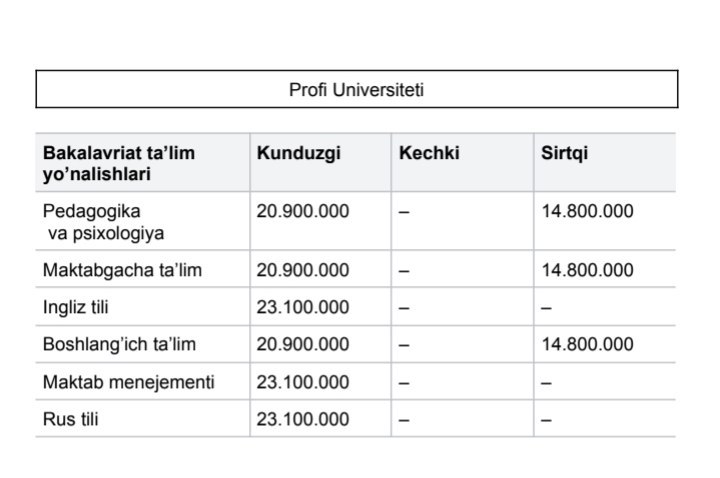 Profi Universiteti
Bakalavriat ta’lim yo’nalishlari Kunduzgi Kechki Sirtqi
Pedagogika va psixologiya 20.900.000 – 14.800.000
Maktabgacha ta’lim 20.900.000 – 14.800.000
Ingliz tili 23.100.000 – –
Boshlang’ich ta’lim 20.900.000 – 14.800.000
Maktab menejementi 23.100.000 – –
Rus tili 23.100.000 – –